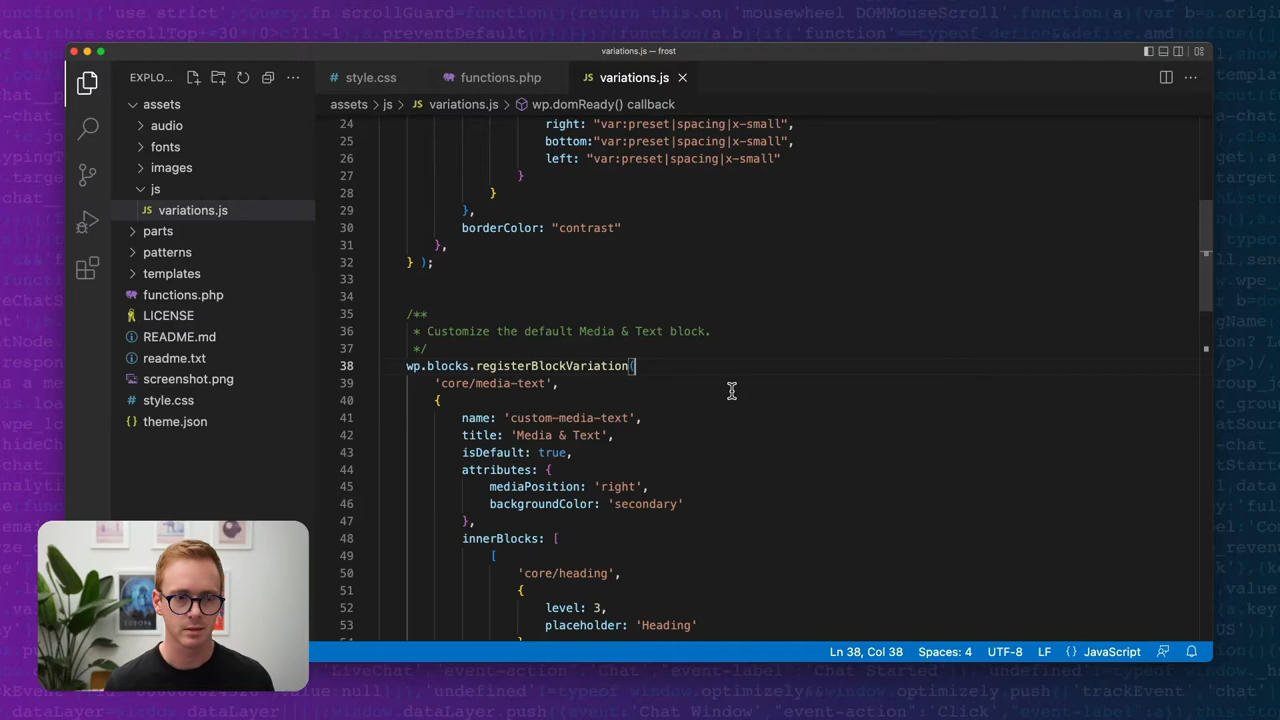 variations.js — frost
EXPLO...
style.css
functions.php
JS variations.js
assets > js > JS variations.js > wp.domReady() callback
assets
audio
fonts
images
js
JS variations.js
parts
patterns
templates
functions.php
LICENSE
README.md
readme.txt
screenshot.png
style.css
theme.json
24 right: "var:preset|spacing|x-small",
25 bottom:"var:preset|spacing|x-small",
26 left: "var:preset|spacing|x-small"
27 }
28 }
29 },
30 borderColor: "contrast"
31 },
32 } );
33
34
35 /**
36 * Customize the default Media & Text block.
37 */
38 wp.blocks.registerBlockVariation(
39 'core/media-text',
40 {
41 name: 'custom-media-text',
42 title: 'Media & Text',
43 isDefault: true,
44 attributes: {
45 mediaPosition: 'right',
46 backgroundColor: 'secondary'
47 },
48 innerBlocks: [
49 [
50 'core/heading',
51 {
52 level: 3,
53 placeholder: 'Heading'
Ln 38, Col 38 Spaces: 4 UTF-8 LF {} JavaScript